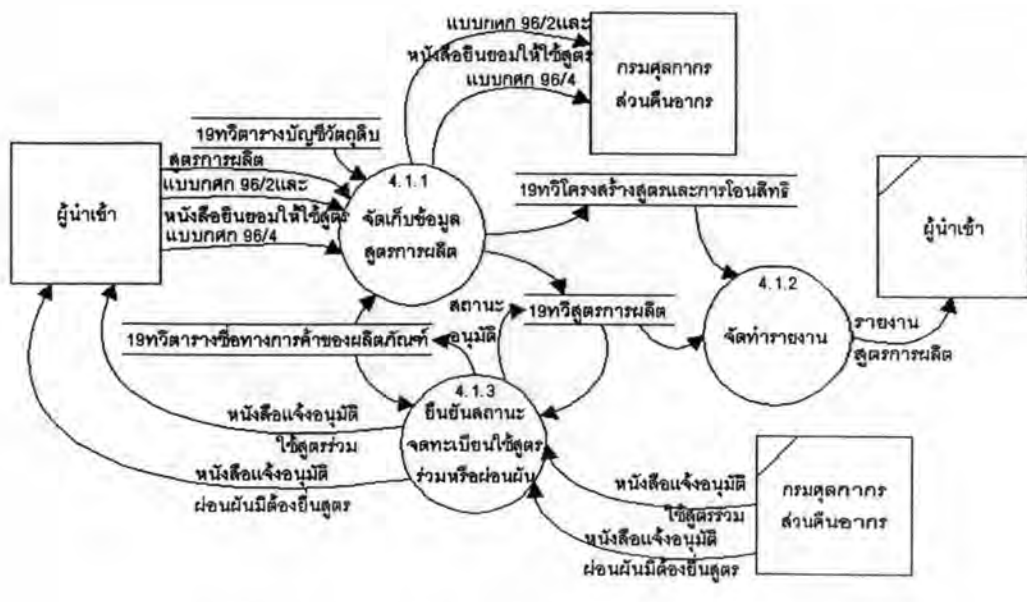 แบบกศก 96/2และ
หนังสือยินยอมให้ใช้สูตร
แบบกศก 96/4
กรมศุลกากร
ส่วนคืนอากร
19ทวิตารางบัญชีวัตถุดิบ
ผู้นำเข้า
สูตรการผลิต
แบบกศก 96/2และ
หนังสือยินยอมให้ใช้สูตร
แบบกศก 96/4
4.1.1
จัดเก็บข้อมูล
สูตรการผลิต
19ทวิโครงสร้างสูตรและการโอนสิทธิ
ผู้นำเข้า
4.1.2
จัดทำรายงาน
รายงาน
สูตรการผลิต
สถานะ
อนุมัติ
19ทวิสูตรการผลิต
19ทวิตารางชื่อทางการค้าของผลิตภัณฑ์
4.1.3
ยืนยันสถานะ
จดทะเบียนใช้สูตร
ร่วมหรือผ่อนผัน
หนังสือแจ้งอนุมัติ
ใช้สูตรร่วม
หนังสือแจ้งอนุมัติ
ผ่อนผันมิต้องยื่นสูตร
หนังสือแจ้งอนุมัติ
ใช้สูตรร่วม
หนังสือแจ้งอนุมัติ
ผ่อนผันมิต้องยื่นสูตร
กรมศุลกากร
ส่วนคืนอากร